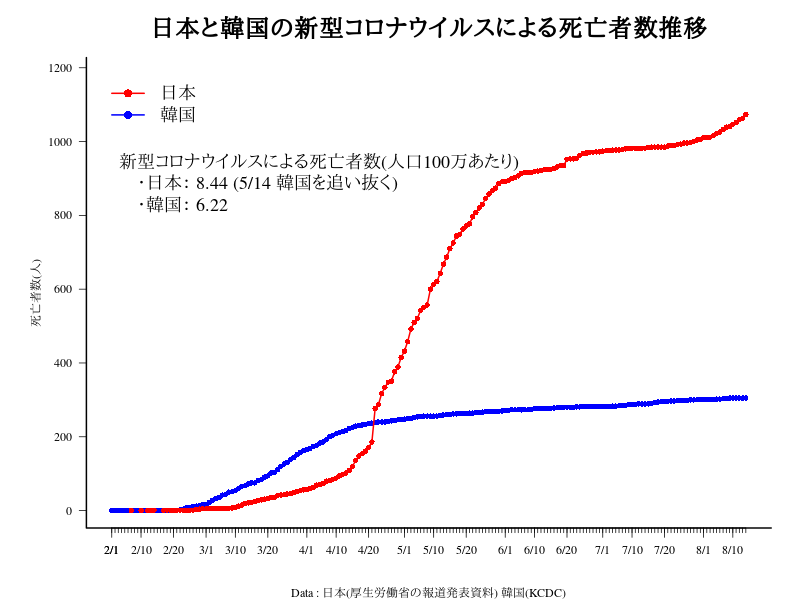 日本と韓国の新型コロナウイルスによる死亡者数推移
1200
1000
800
600
400
200
0
死亡者数(人)
日本
韓国
新型コロナウイルスによる死亡者数(人口100万あたり)
・日本: 8.44 (5/14 韓国を追い抜く)
・韓国: 6.22
2/1 2/10 2/20 3/1 3/10 3/20 4/1 4/10 4/20 5/1 5/10 5/20 6/1 6/10 6/20 7/1 7/10 7/20 8/1 8/10
Data : 日本(厚生労働省の報道発表資料) 韓国(KCDC)